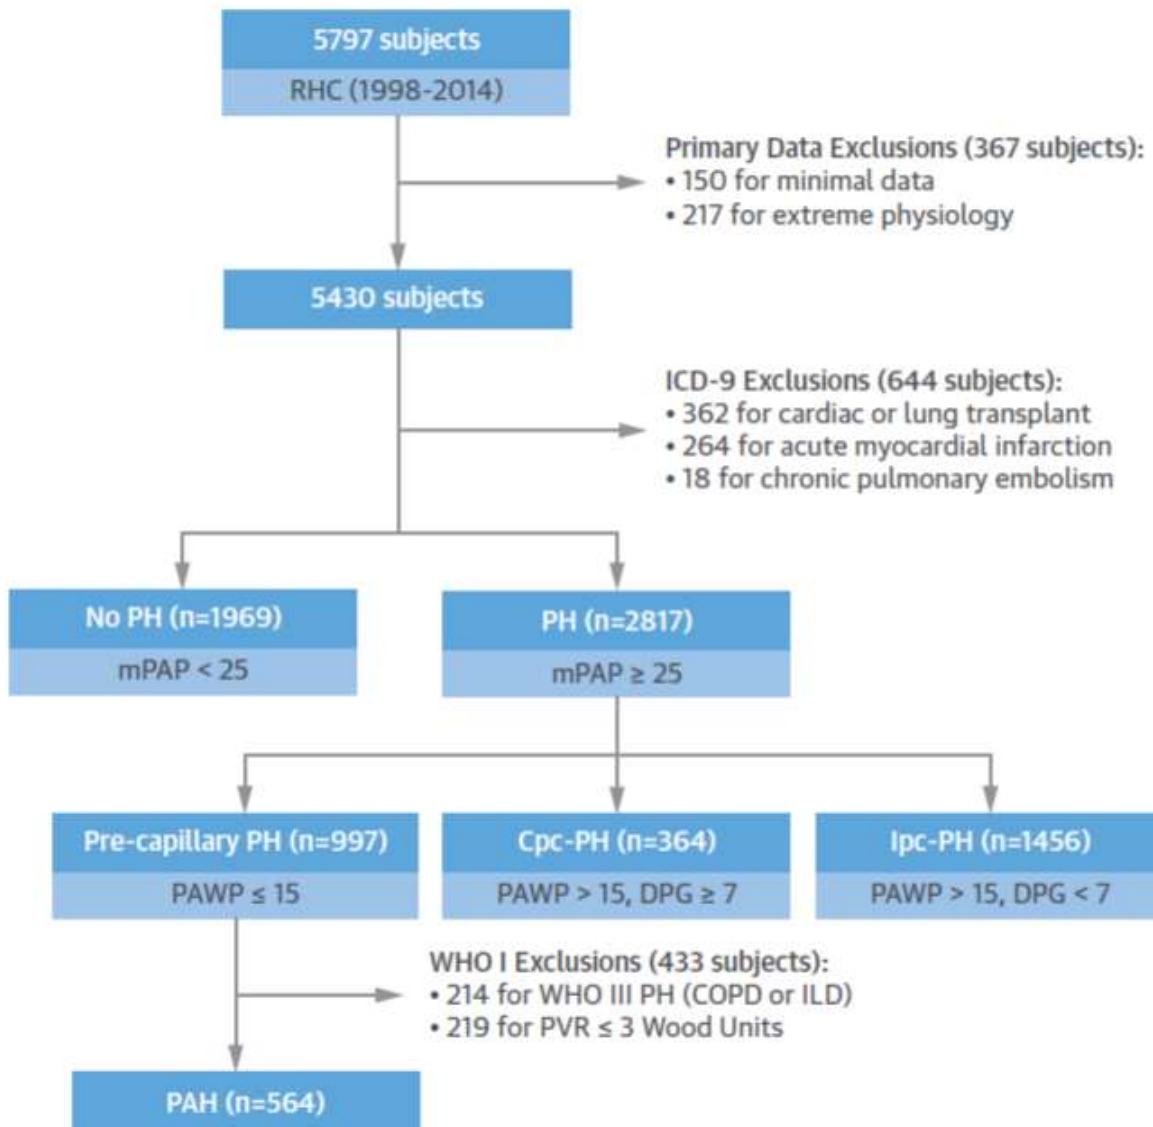 5797 subjects
RHC (1998-2014)
Primary Data Exclusions (367 subjects):
• 150 for minimal data
• 217 for extreme physiology
5430 subjects
ICD-9 Exclusions (644 subjects):
• 362 for cardiac or lung transplant
• 264 for acute myocardial infarction
• 18 for chronic pulmonary embolism
No PH (n=1969)
mPAP < 25
PH (n=2817)
mPAP ≥ 25
Pre-capillary PH (n=997)
PAWP ≤ 15
Cpc-PH (n=364)
PAWP > 15, DPG ≥ 7
Ipc-PH (n=1456)
PAWP > 15, DPG < 7
WHO I Exclusions (433 subjects):
• 214 for WHO III PH (COPD or ILD)
• 219 for PVR ≤ 3 Wood Units
PAH (n=564)